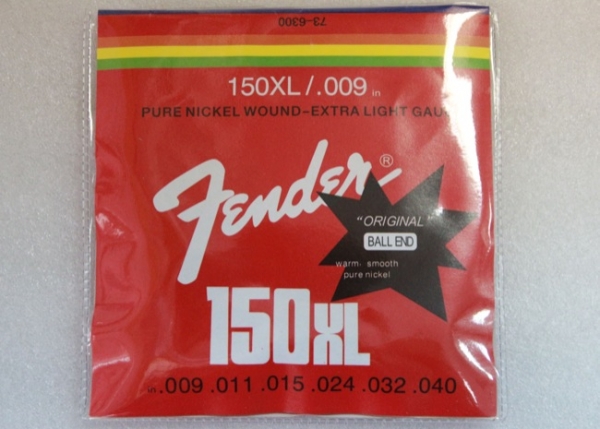 73-6300
150XL/.009 in
PURE NICKEL WOUND-EXTRA LIGHT GAU
Fender®
"ORIGINAL"
BALL END
warm, smooth
pure nickel
150XL
in .009 .011 .015 .024 .032 .040